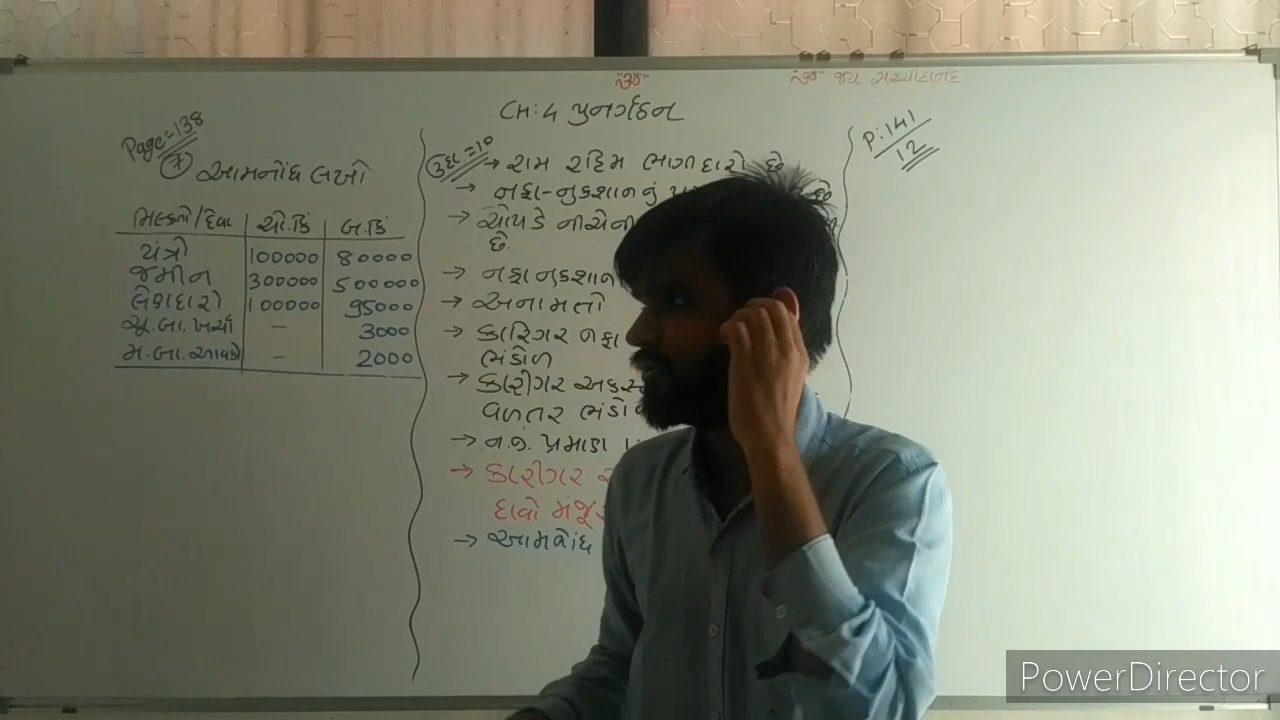 "ૐ"
"ૐ" જય સચ્ચીદાનંદ
CH:4 પુનર્ગઠન
Page=138
7 આમનોંધ લખો
મિલ્કતો/દેવા ચો.કિં બ.કિં
યંત્રો 100000 80000
જમીન 300000 500000
લેણદારો 100000 95000
ચૂ.બા.ખર્ચા - 3000
મ.બા.આવકો - 2000
ઉદા=10 → રામ રહિમ ભાગીદારો છે
→ નફા-નુકશાનનું છે
→ ચોપડે નીચેની
છે.
→ નફા નુકશાન
→ અનામતો
→ કારીગર નફા
ભંડોળ
→ કારીગર
વળતર
→ ન.જ. પ્રમાણ
→ કારીગર
દાવો
→ આમનોંધ
P:141
12
PowerDirector